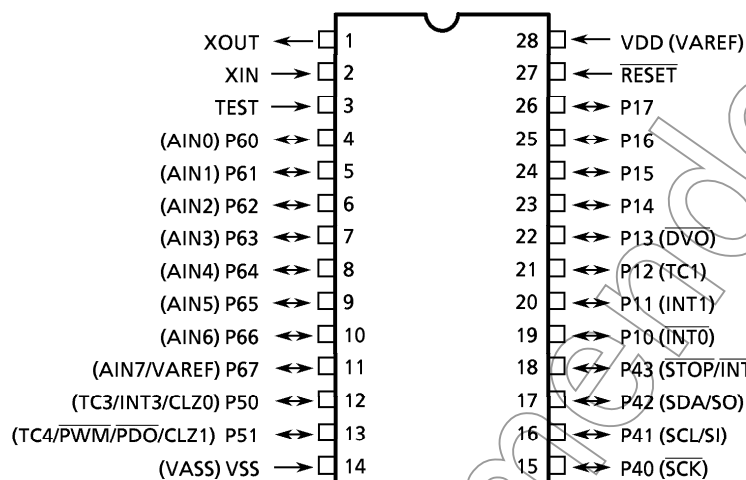 XOUT 1 28 VDD (VAREF)
XIN 2 27 RESET
TEST 3 26 P17
(AIN0) P60 4 25 P16
(AIN1) P61 5 24 P15
(AIN2) P62 6 23 P14
(AIN3) P63 7 22 P13 (DVO)
(AIN4) P64 8 21 P12 (TC1)
(AIN5) P65 9 20 P11 (INT1)
(AIN6) P66 10 19 P10 (INT0)
(AIN7/VAREF) P67 11 18 P43 (STOP/INT
(TC3/INT3/CLZ0) P50 12 17 P42 (SDA/SO)
(TC4/PWM/PDO/CLZ1) P51 13 16 P41 (SCL/SI)
(VASS) VSS 14 15 P40 (SCK)